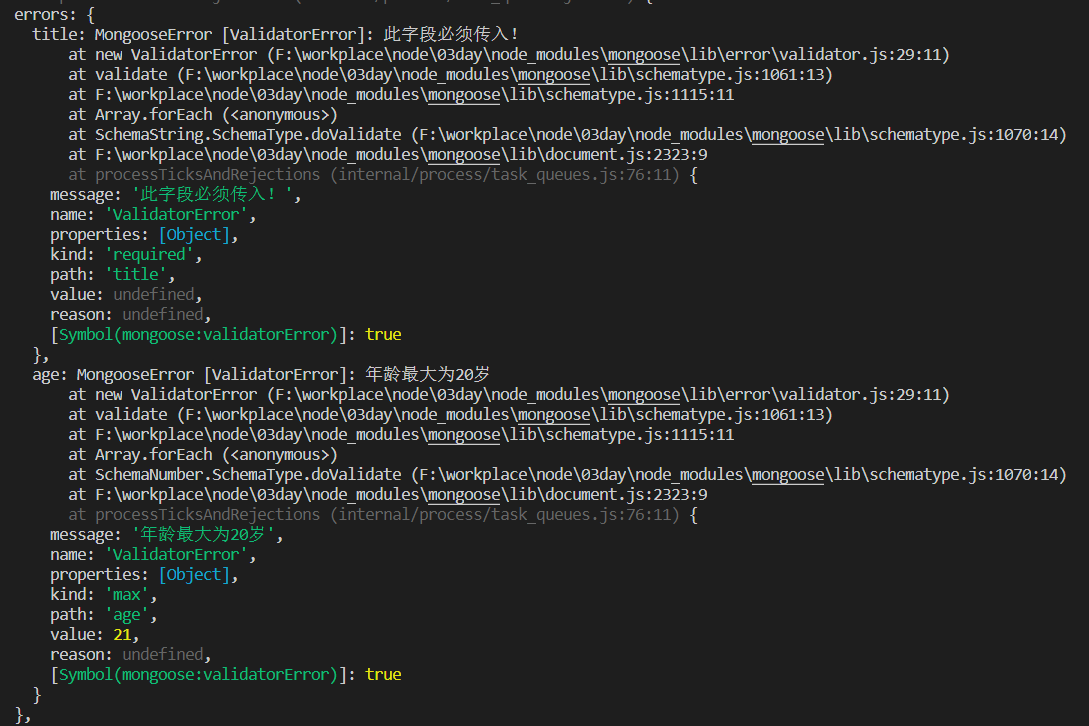 errors: {
title: MongooseError [ValidatorError]: 此字段必须传入!
at new ValidatorError (F:\workplace\node\03day\node_modules\mongoose\lib\error\validator.js:29:11)
at validate (F:\workplace\node\03day\node_modules\mongoose\lib\schematype.js:1061:13)
at F:\workplace\node\03day\node_modules\mongoose\lib\schematype.js:1115:11
at Array.forEach (<anonymous>)
at SchemaString.SchemaType.doValidate (F:\workplace\node\03day\node_modules\mongoose\lib\schematype.js:1070:14)
at F:\workplace\node\03day\node_modules\mongoose\lib\document.js:2323:9
at processTicksAndRejections (internal/process/task_queues.js:76:11) {
message: '此字段必须传入! ',
name: 'ValidatorError',
properties: [Object],
kind: 'required',
path: 'title',
value: undefined,
reason: undefined,
[Symbol(mongoose:validatorError)]: true
},
age: MongooseError [ValidatorError]: 年龄最大为20岁
at new ValidatorError (F:\workplace\node\03day\node_modules\mongoose\lib\error\validator.js:29:11)
at validate (F:\workplace\node\03day\node_modules\mongoose\lib\schematype.js:1061:13)
at F:\workplace\node\03day\node_modules\mongoose\lib\schematype.js:1115:11
at Array.forEach (<anonymous>)
at SchemaNumber.SchemaType.doValidate (F:\workplace\node\03day\node_modules\mongoose\lib\schematype.js:1070:14)
at F:\workplace\node\03day\node_modules\mongoose\lib\document.js:2323:9
at processTicksAndRejections (internal/process/task_queues.js:76:11) {
message: '年龄最大为20岁',
name: 'ValidatorError',
properties: [Object],
kind: 'max',
path: 'age',
value: 21,
reason: undefined,
[Symbol(mongoose:validatorError)]: true
}
},